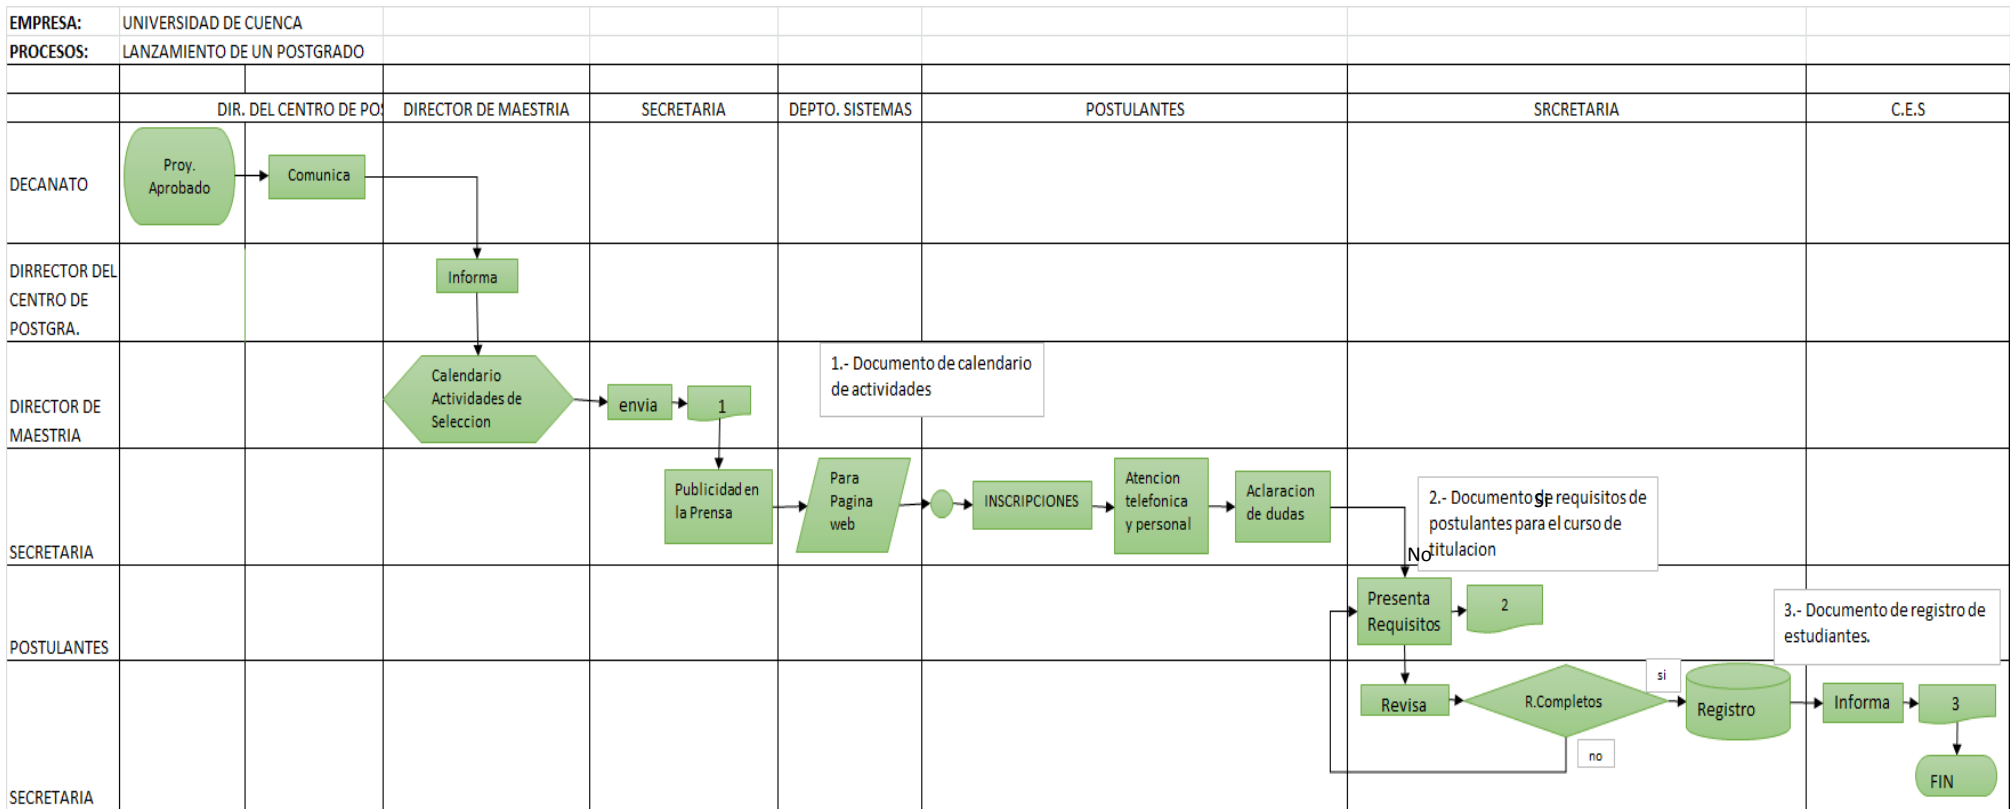 EMPRESA: UNIVERSIDAD DE CUENCA
PROCESOS: LANZAMIENTO DE UN POSTGRADO
DIR. DEL CENTRO DE POS DIRECTOR DE MAESTRIA SECRETARIA DEPTO. SISTEMAS POSTULANTES SRCRETARIA C.E.S
DECANATO
Proy.
Aprobado
Comunica
DIRRECTOR DEL
CENTRO DE
POSTGRA.
Informa
DIRECTOR DE
MAESTRIA
Calendario
Actividades de
Seleccion
envia
1
1.- Documento de calendario
de actividades
SECRETARIA
Publicidad en
la Prensa
Para
Pagina
web
INSCRIPCIONES
Atencion
telefonica
y personal
Aclaracion
de dudas
2.- Documento de requisitos de
postulantes para el curso de
titulacion
SI
No
POSTULANTES
Presenta
Requisitos
2
3.- Documento de registro de
estudiantes.
SECRETARIA
Revisa
R.Completos
si
no
Registro
Informa
3
FIN